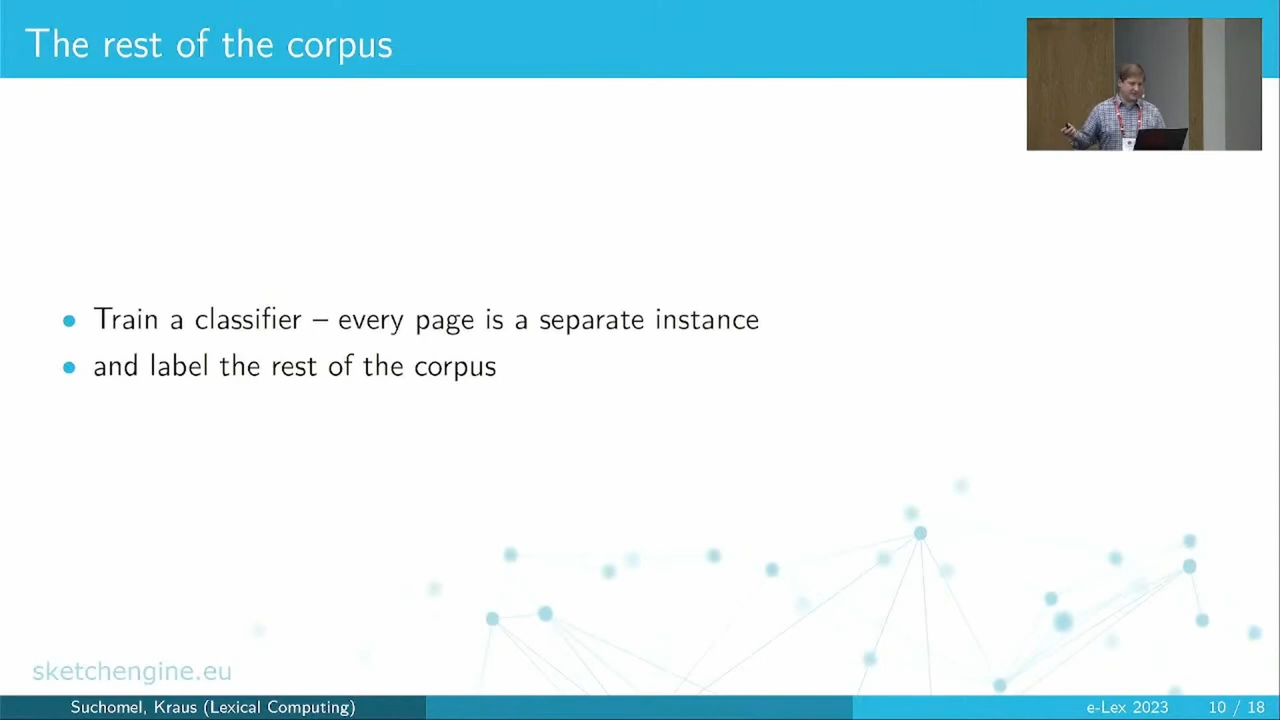 The rest of the corpus
• Train a classifier – every page is a separate instance
• and label the rest of the corpus
sketchengine.eu
Suchomel, Kraus (Lexical Computing)
e-Lex 2023
10 / 18